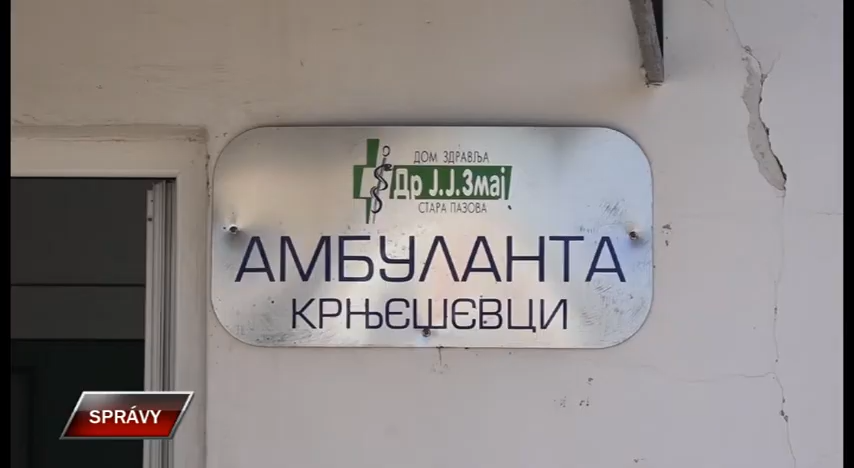 ДОМ ЗДРАВЉА
Др Ј.Ј.Змај
СТАРА ПАЗОВА
АМБУЛАНТА
КРЊЕШЕВЦИ
SPRÁVY